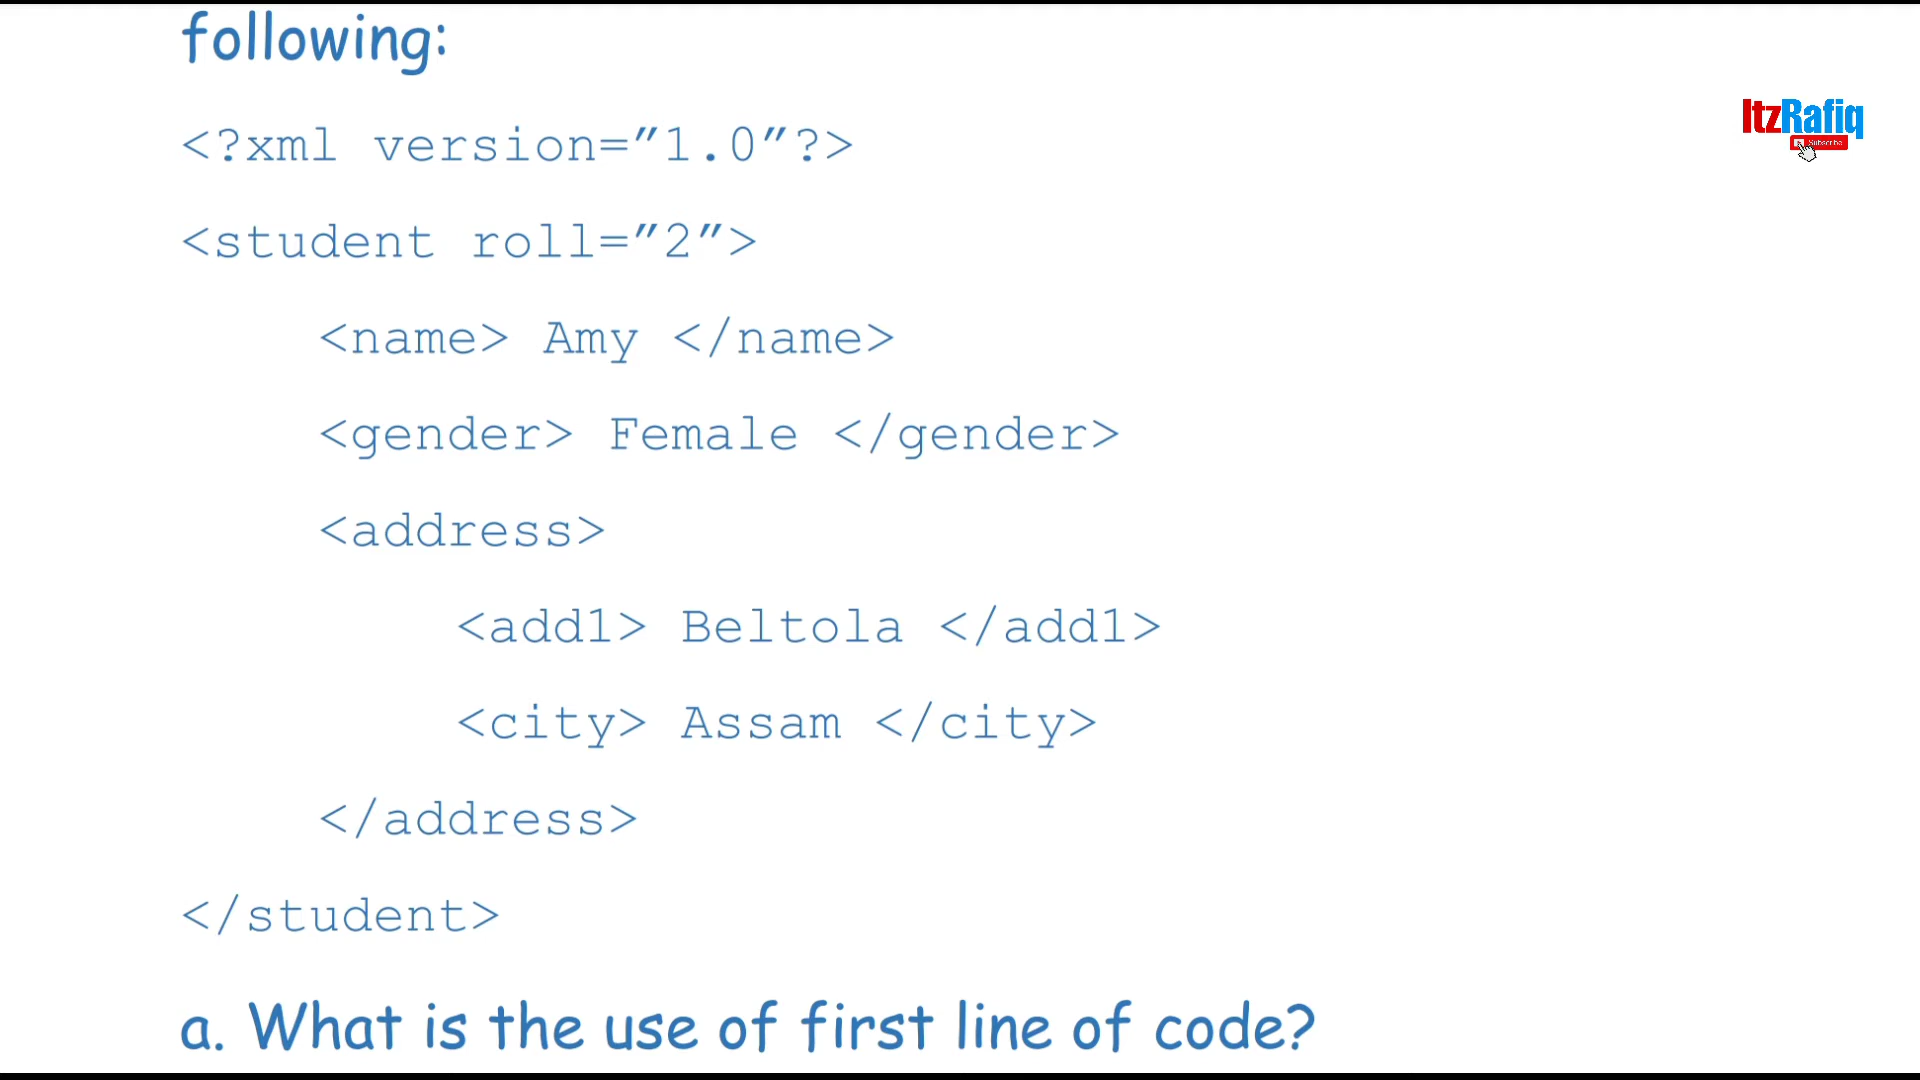 following:
ItzRafiq
Subscribe
<?xml version=”1.0”?>
<student roll=”2”>
<name> Amy </name>
<gender> Female </gender>
<address>
<add1> Beltola </add1>
<city> Assam </city>
</address>
</student>
a. What is the use of first line of code?